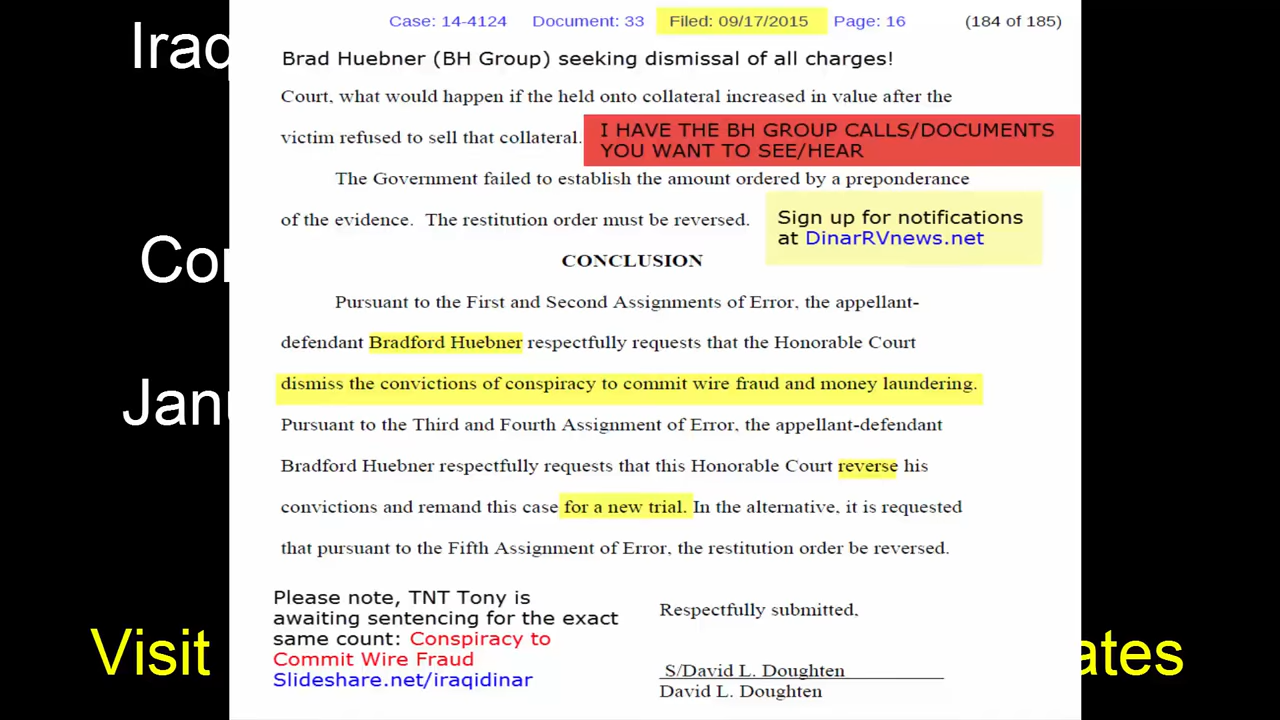 Case: 14-4124 Document: 33 Filed: 09/17/2015 Page: 16 (184 of 185)
Iraq
Brad Huebner (BH Group) seeking dismissal of all charges!
Court, what would happen if the held onto collateral increased in value after the
victim refused to sell that collateral.
I HAVE THE BH GROUP CALLS/DOCUMENTS
YOU WANT TO SEE/HEAR
The Government failed to establish the amount ordered by a preponderance
of the evidence. The restitution order must be reversed.
Sign up for notifications
at DinarRVnews.net
Con
CONCLUSION
Pursuant to the First and Second Assignments of Error, the appellant-
defendant Bradford Huebner respectfully requests that the Honorable Court
dismiss the convictions of conspiracy to commit wire fraud and money laundering.
Janu
Pursuant to the Third and Fourth Assignment of Error, the appellant-defendant
Bradford Huebner respectfully requests that this Honorable Court reverse his
convictions and remand this case for a new trial. In the alternative, it is requested
that pursuant to the Fifth Assignment of Error, the restitution order be reversed.
Please note, TNT Tony is
awaiting sentencing for the exact
same count: Conspiracy to
Commit Wire Fraud
Slideshare.net/iraqidinar
Respectfully submitted,
S/David L. Doughten
David L. Doughten
Visit
ates